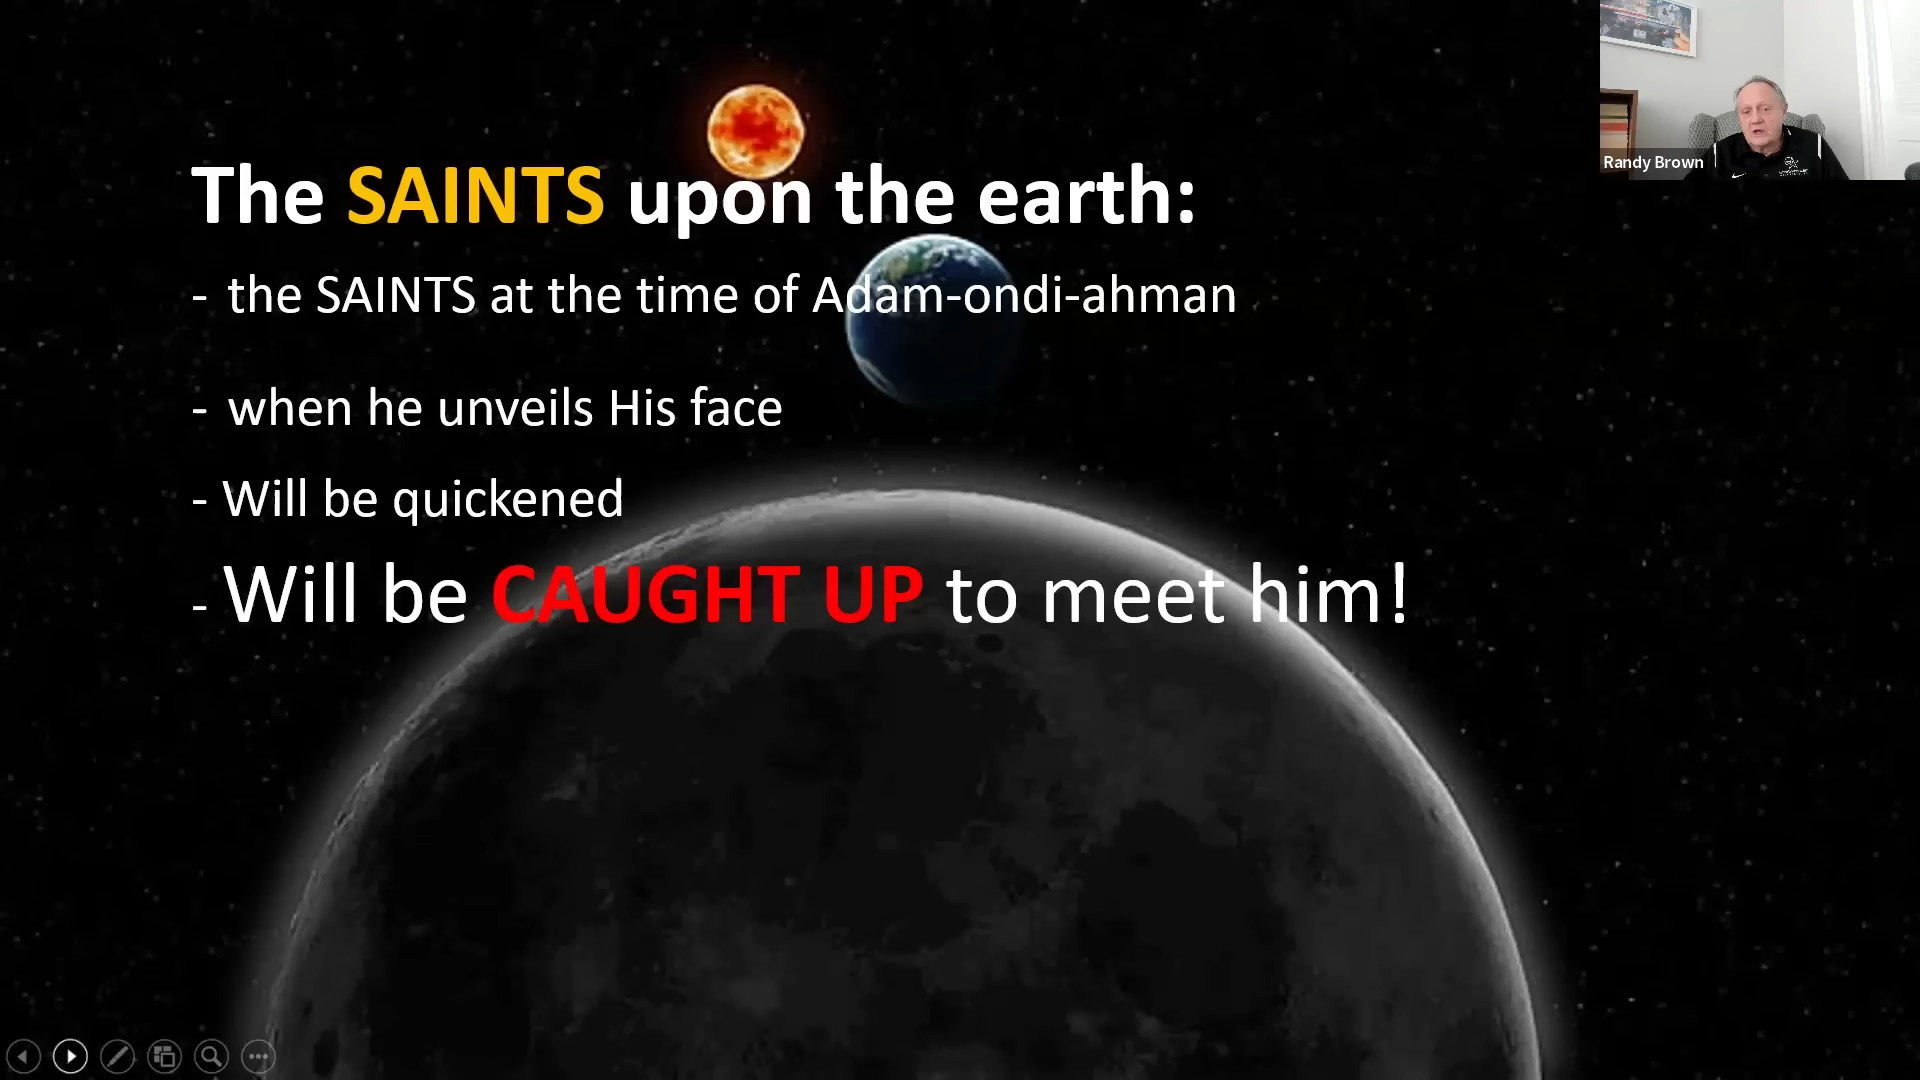 The SAINTS upon the earth:
- the SAINTS at the time of Adam-ondi-ahman
- when he unveils His face
- Will be quickened
- Will be CAUGHT UP to meet him!
Randy Brown